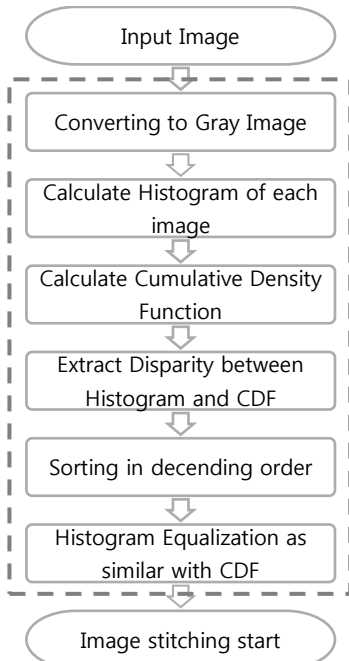 Input Image
Converting to Gray Image
Calculate Histogram of each
image
Calculate Cumulative Density
Function
Extract Disparity between
Histogram and CDF
Sorting in decending order
Histogram Equalization as
similar with CDF
Image stitching start